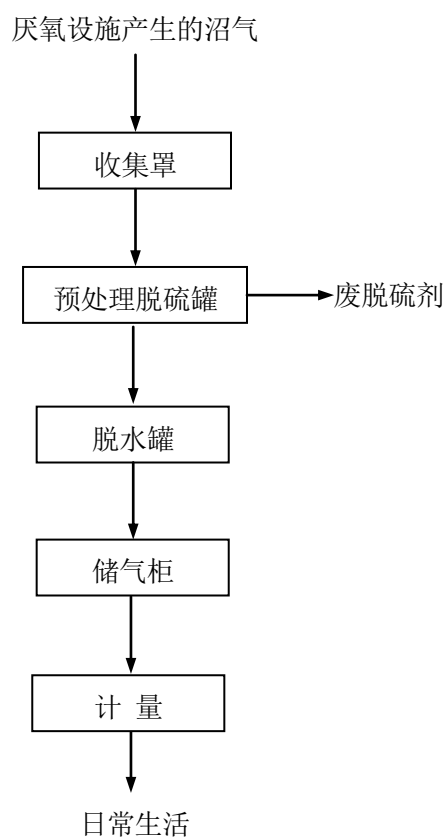 厌氧设施产生的沼气
收集罩
预处理脱硫罐
废脱硫剂
脱水罐
储气柜
计 量
日常生活